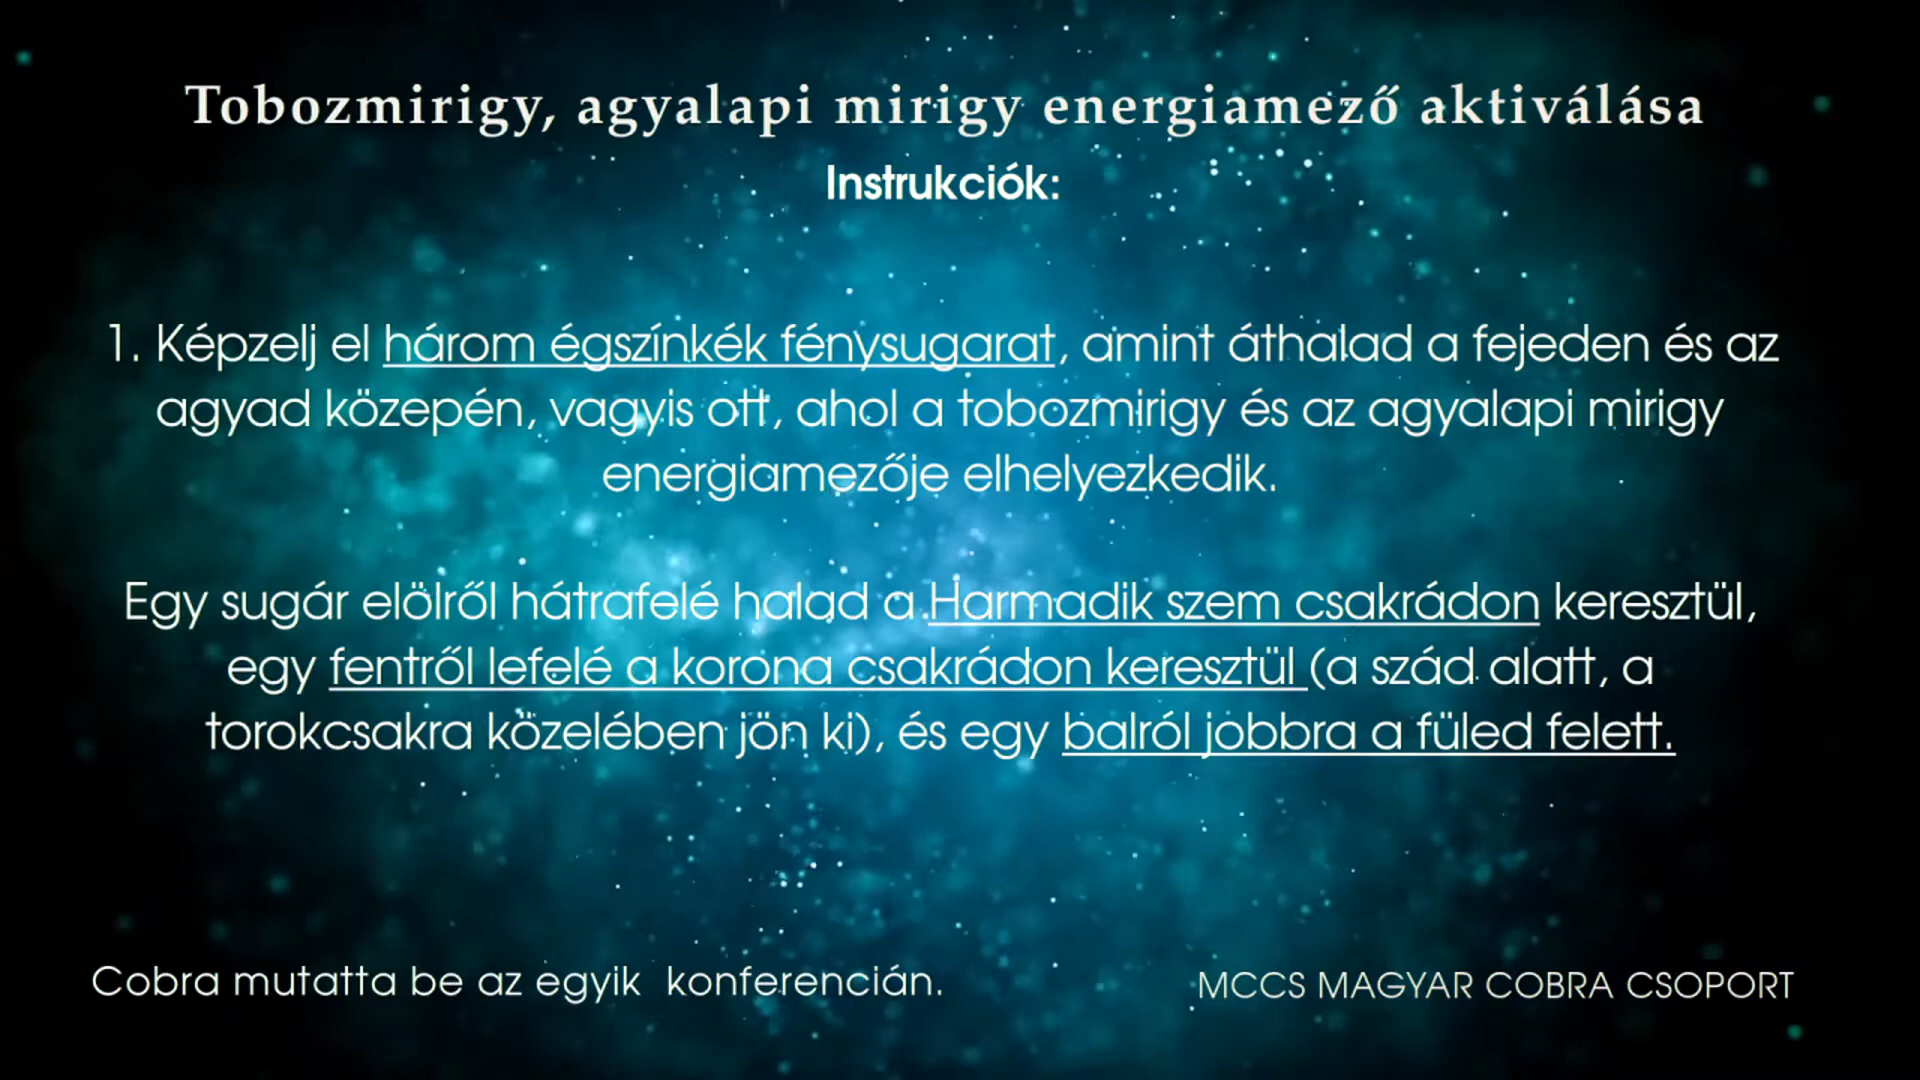 Tobozmirigy, agyalapi mirigy energiamező aktiválása
Instrukciók:
1. Képzelj el három égszínkék fénysugarat, amint áthalad a fejeden és az
agyad közepén, vagyis ott, ahol a tobozmirigy és az agyalapi mirigy
energiamezője elhelyezkedik.
Egy sugár elölről hátrafelé halad a Harmadik szem csakrádon keresztül,
egy fentről lefelé a korona csakrádon keresztül (a szád alatt, a
torokcsakra közelében jön ki), és egy balról jobbra a füled felett.
Cobra mutatta be az egyik konferencián.
MCCS MAGYAR COBRA CSOPORT